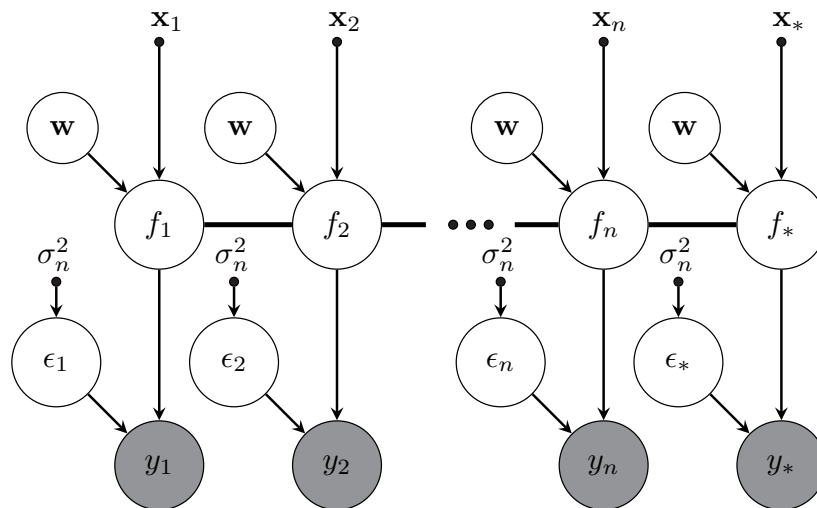 x₁ x₂ xₙ x∗
w w w w
f₁ f₂ ... fₙ f∗
σₙ² σₙ² σₙ² σₙ²
ϵ₁ ϵ₂ ϵₙ ϵ∗
y₁ y₂ yₙ y∗